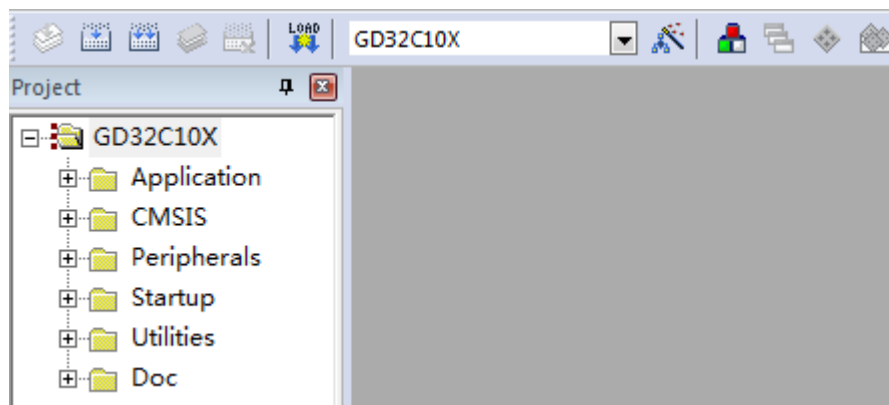 LOAD
GD32C10X
Project
GD32C10X
Application
CMSIS
Peripherals
Startup
Utilities
Doc